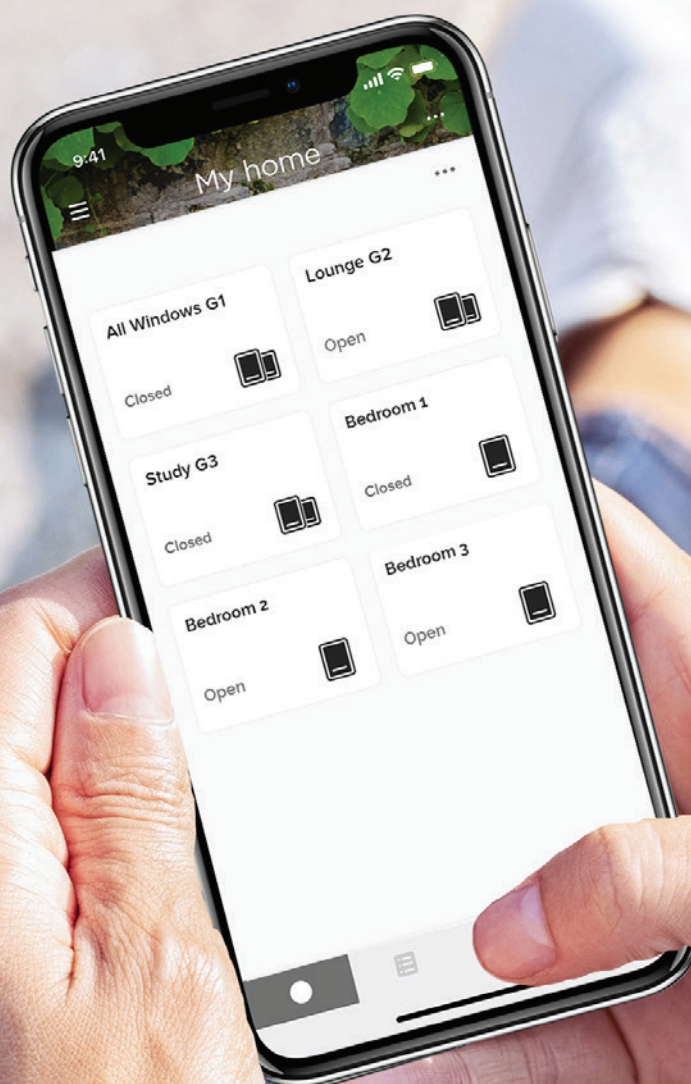 9:41
My home
All Windows G1
Closed
Lounge G2
Open
Study G3
Closed
Bedroom 1
Closed
Bedroom 2
Open
Bedroom 3
Open